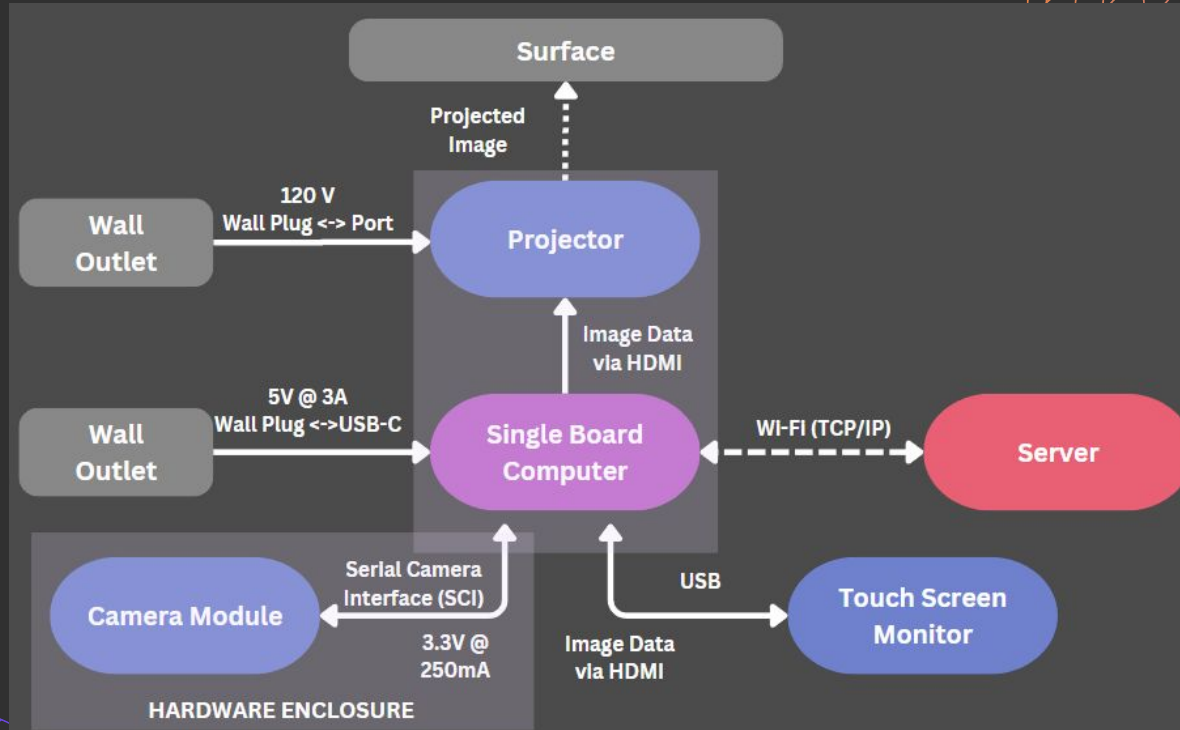 Surface
Projected
Image
120 V
Wall Plug <-> Port
Wall
Outlet
Projector
Image Data
via HDMI
5V @ 3A
Wall Plug <->USB-C
Wall
Outlet
Single Board
Computer
WI-FI (TCP/IP)
Server
Serial Camera
Interface (SCI)
Camera Module
3.3V @
250mA
USB
Image Data
via HDMI
Touch Screen
Monitor
HARDWARE ENCLOSURE